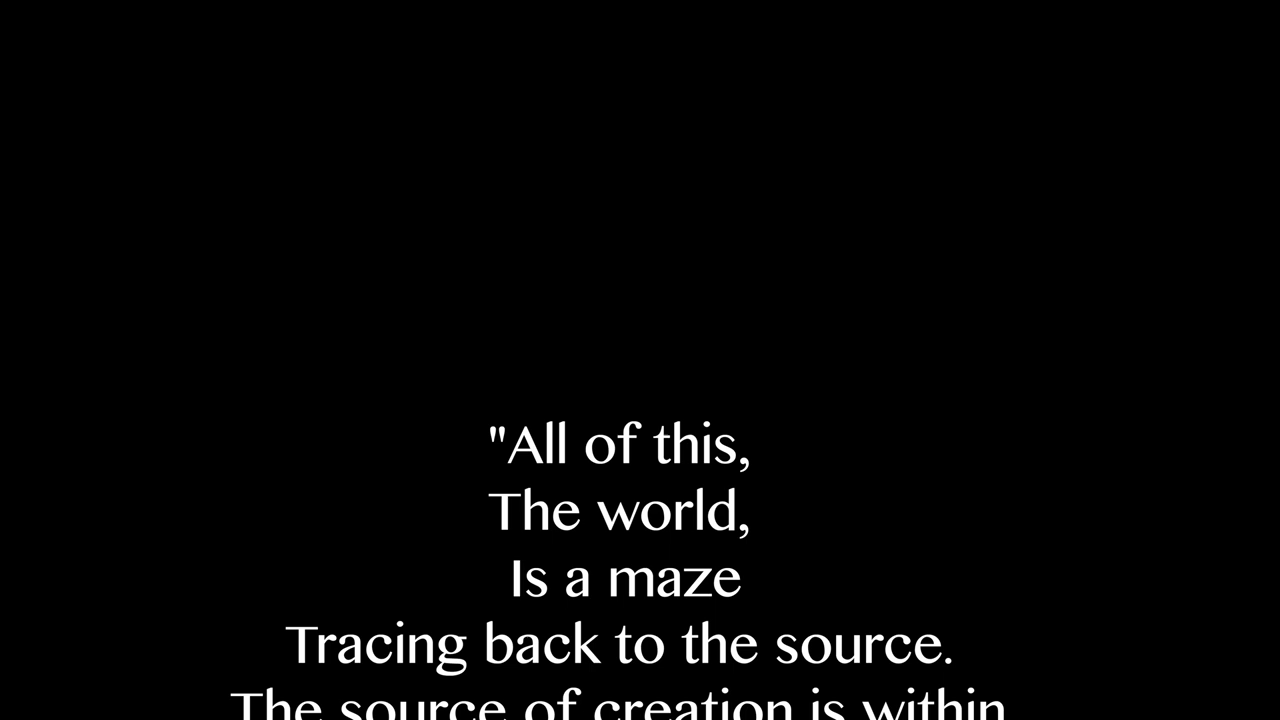 "All of this,
The world,
Is a maze
Tracing back to the source.
The source of creation is within